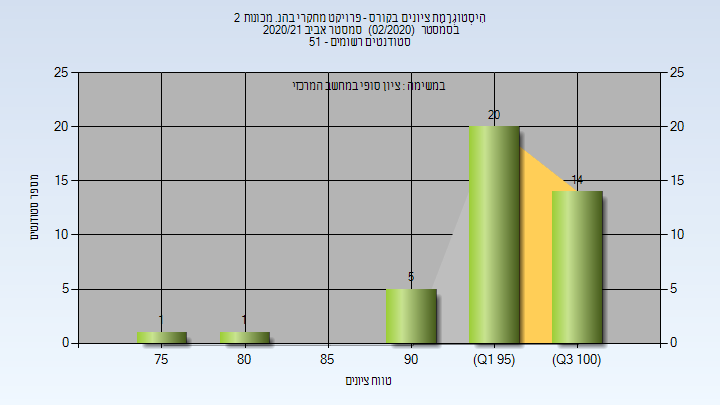 היסטוגרמת ציונים בקורס - פרויקט מחקרי בהנ. מכונות 2
בסמסטר (02/2020) סמסטר אביב 2020/21
סטודנטים רשומים - 51
במשימה : ציון סופי במחשב המרכזי
25 25
20 20
15 15
10 10
5 5
0 0
1 1 5 20 14
מספר סטודנטים
75 80 85 90 (Q1 95) (Q3 100)
טווח ציונים